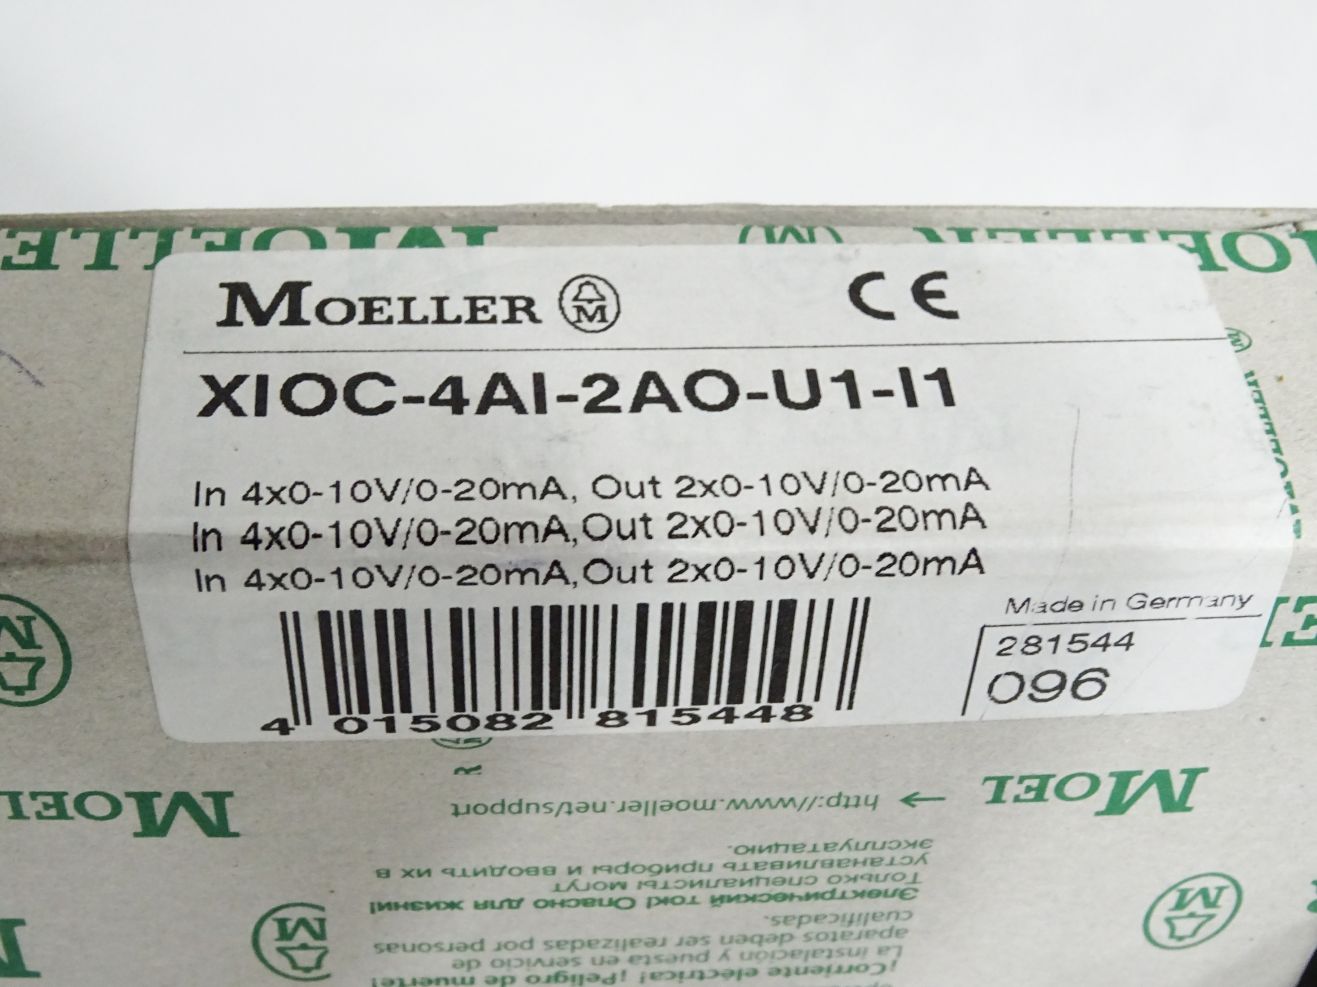 MOELLER
MOELLER M CE
XIOC-4AI-2AO-U1-I1
In 4x0-10V/0-20mA, Out 2x0-10V/0-20mA
In 4x0-10V/0-20mA,Out 2x0-10V/0-20mA
In 4x0-10V/0-20mA,Out 2x0-10V/0-20mA
Made in Germany
281544
096
4 015082 815448
M
MOEL
http://www.moeller.net/support
MOEL
M
M
¡Corriente eléctrica! ¡Peligro de muerte!
La instalación y puesta en servicio de
aparatos deben ser realizadas por personas
cualificadas.
Электрический ток! Опасно для жизни!
Только специалисты могут
устанавливать приборы и вводить их в
эксплуатацию.